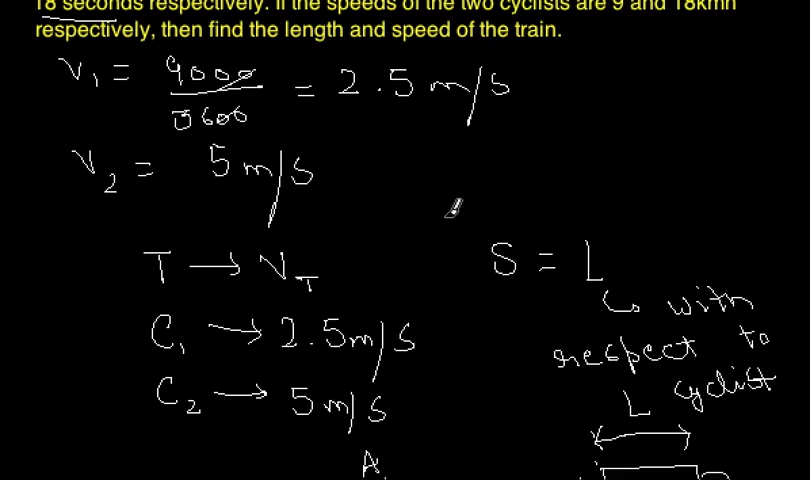 18 seconds respectively. If the speeds of the two cyclists are 9 and 18kmh
respectively, then find the length and speed of the train.
V₁ = 9000/3600 = 2.5 m/s
V₂ = 5 m/s
T → V_T
S = L
↳ with
respect to
cyclist
C₁ → 2.5 m/s
C₂ → 5 m/s
L
A